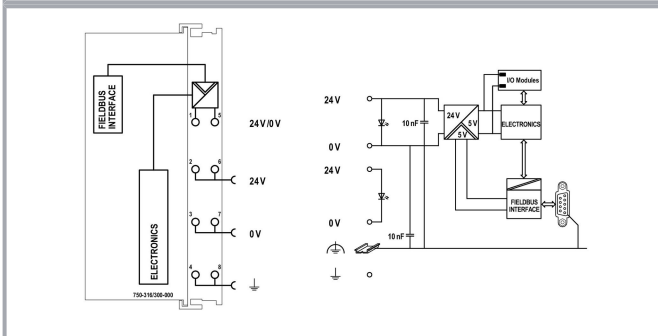 FIELDBUS
INTERFACE
ELECTRONICS
1
5
24 V / 0 V
2
6
24 V
3
7
0 V
4
8
750-316/300-000
24 V
0 V
24 V
0 V
10 nF
10 nF
24 V
5 V
5 V
I/O Modules
ELECTRONICS
FIELDBUS
INTERFACE